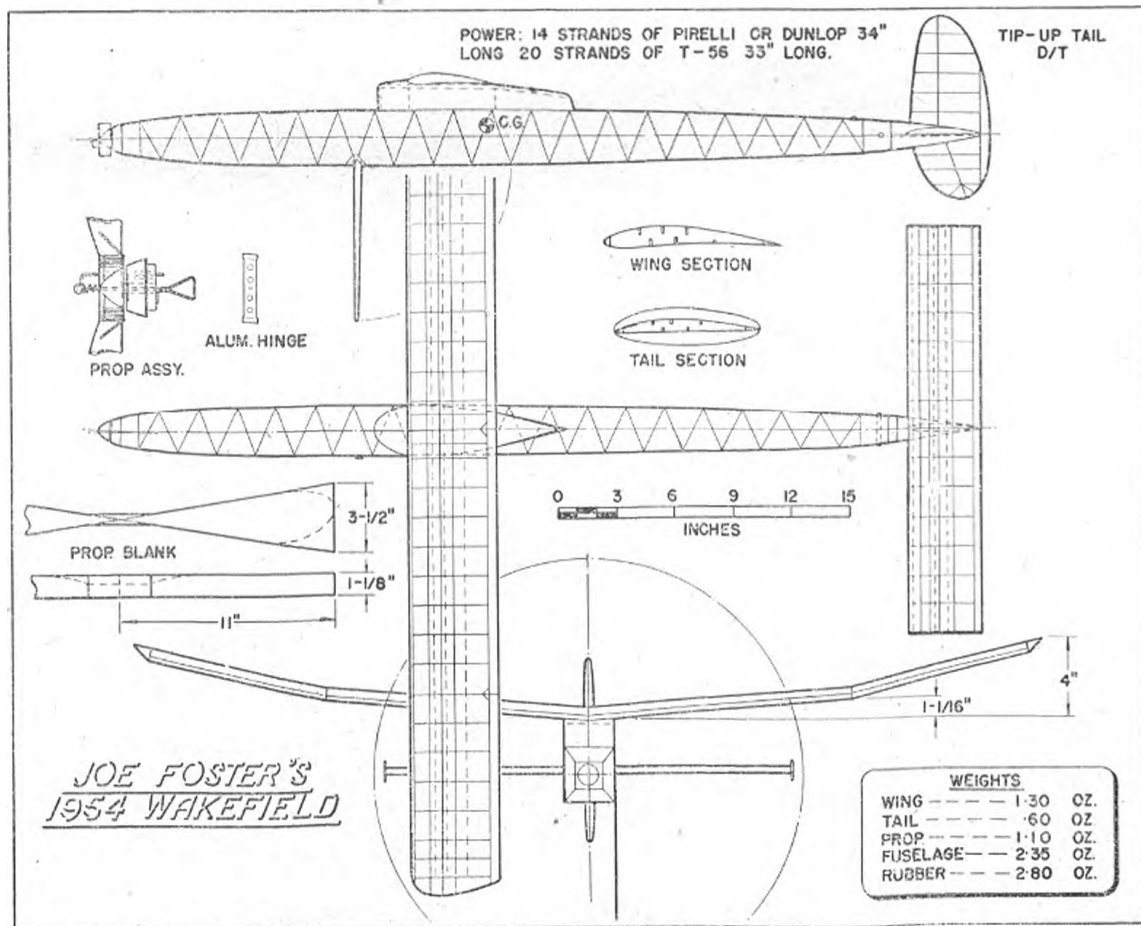 POWER: 14 STRANDS OF PIRELLI OR DUNLOP 34"
LONG 20 STRANDS OF T-56 33" LONG.
TIP-UP TAIL
D/T
C.G.
WING SECTION
ALUM. HINGE
TAIL SECTION
PROP ASSY.
0 3 6 9 12 15
INCHES
3-1/2"
PROP. BLANK
1-1/8"
11"
4"
1-1/16"
JOE FOSTER'S
1954 WAKEFIELD
WEIGHTS
WING 1·30 OZ.
TAIL ·60 OZ.
PROP 1·10 OZ.
FUSELAGE 2·35 OZ.
RUBBER 2·80 OZ.